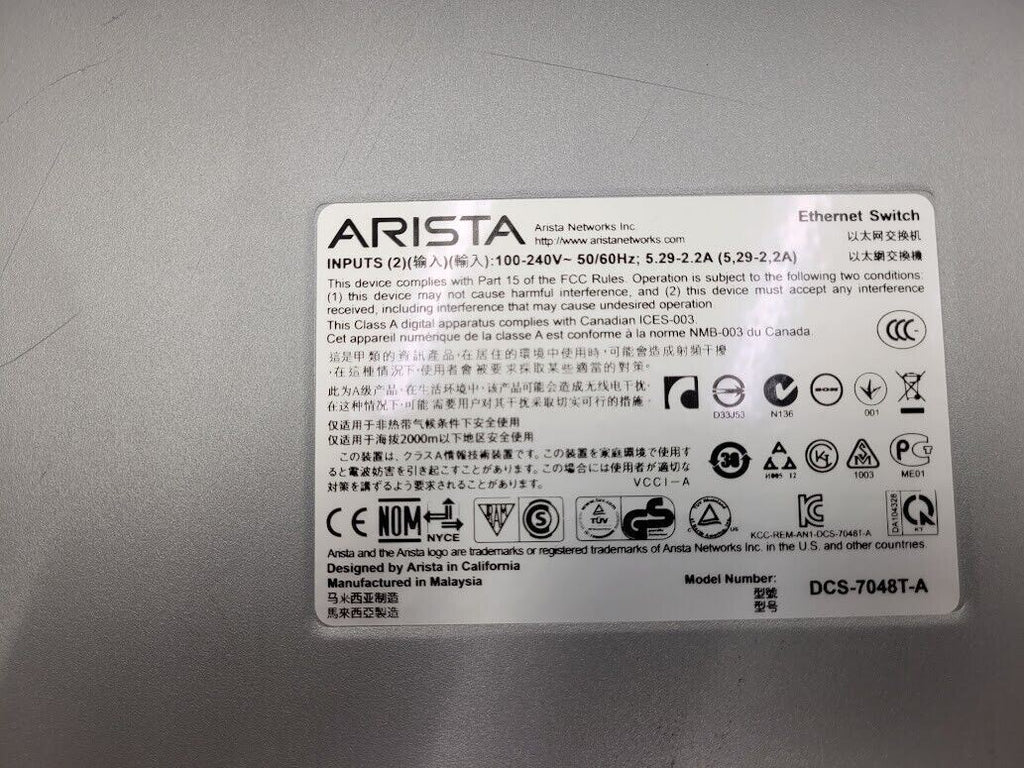 ARISTA
Arista Networks Inc
http://www.aristanetworks.com
Ethernet Switch
以太网交换机
以太網交換機
INPUTS (2)(输入)(輸入):100-240V~ 50/60Hz; 5.29-2.2A (5,29-2,2A)
This device complies with Part 15 of the FCC Rules. Operation is subject to the following two conditions:
(1) this device may not cause harmful interference, and (2) this device must accept any interference
received, including interference that may cause undesired operation
This Class A digital apparatus complies with Canadian ICES-003.
Cet appareil numérique de la classe A est conforme à la norme NMB-003 du Canada.
CCC
這是甲類的資訊產品,在居住的環境中使用時,可能會造成射頻干擾
,在這種情況下,使用者會被要求採取某些適當的對策。
此为A级产品,在生活环境中,该产品可能会造成无线电干扰,
在这种情况下,可能需要用户对其干扰采取切实可行的措施。
D33J53
N136
001
仅适用于非热带气候条件下安全使用
仅适用于海拔2000m以下地区安全使用
この装置は、クラスA情報技術装置です。この装置を家庭環境で使用す
ると電波妨害を引き起こすことがあります。この場合には使用者が適切な
対策を講ずるよう要求されることがあります。
VCCI-A
30
1003
PC
ME01
CE
NOM
NYCE
S
TÜV
GS
KC
KCC-REM-AN1-DCS-7048T-A
DA104328
Arista and the Arista logo are trademarks or registered trademarks of Arista Networks Inc. in the U.S. and other countries.
Designed by Arista in California
Manufactured in Malaysia
马来西亚制造
馬來西亞製造
Model Number:
型號
型号
DCS-7048T-A